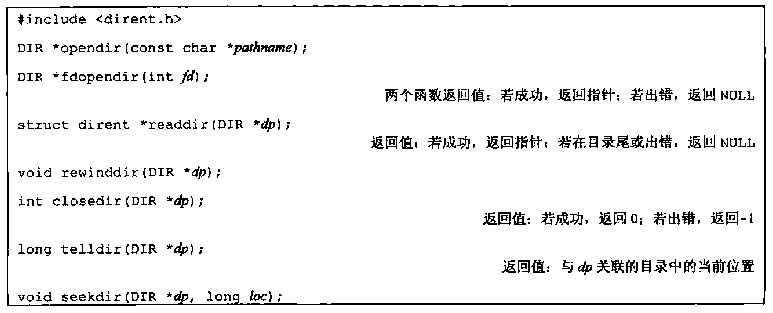 #include <dirent.h>
DIR *opendir(const char *pathname);
DIR *fdopendir(int fd);
两个函数返回值：若成功，返回指针；若出错，返回 NULL
struct dirent *readdir(DIR *dp);
返回值：若成功，返回指针；若在目录尾或出错，返回 NULL
void rewinddir(DIR *dp);
int closedir(DIR *dp);
返回值：若成功，返回 0；若出错，返回-1
long telldir(DIR *dp);
返回值：与 dp 关联的目录中的当前位置
void seekdir(DIR *dp, long loc);